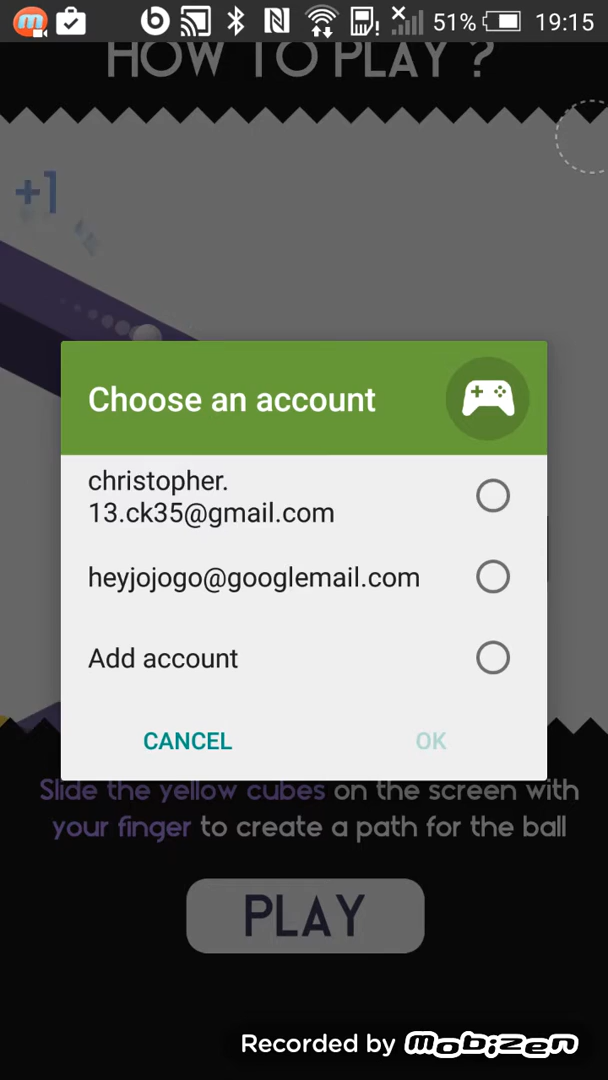 51% 19:15
HOW TO PLAY ?
+1
Choose an account
christopher.
13.ck35@gmail.com
heyjojogo@googlemail.com
Add account
CANCEL OK
Slide the yellow cubes on the screen with
your finger to create a path for the ball
PLAY
Recorded by mobizen